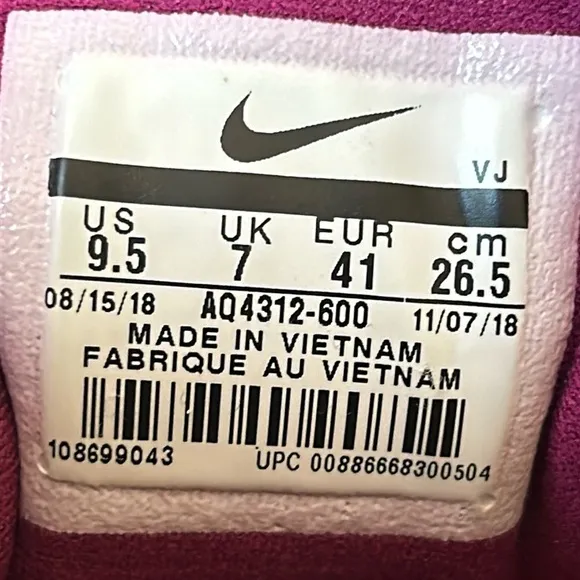 VJ
US UK EUR cm
9.5 7 41 26.5
08/15/18 AQ4312-600 11/07/18
MADE IN VIETNAM
FABRIQUE AU VIETNAM
108699043 UPC 00886668300504